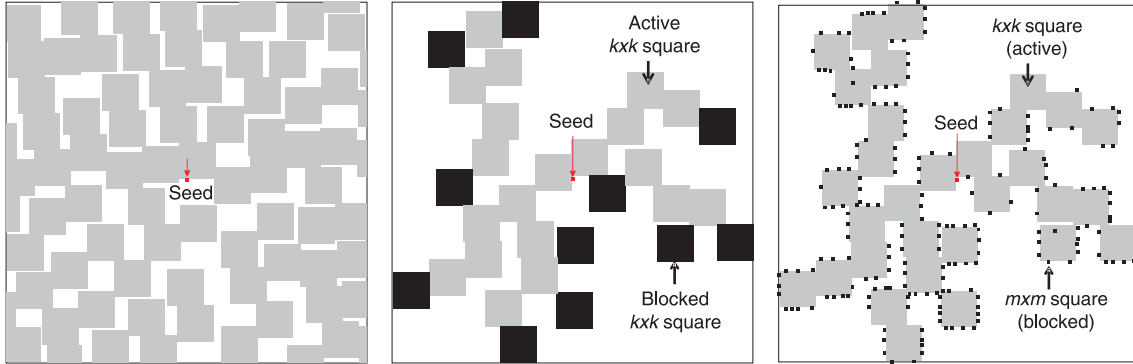 Seed
Active
kxk square
Seed
Blocked
kxk square
kxk square
(active)
Seed
mxm square
(blocked)